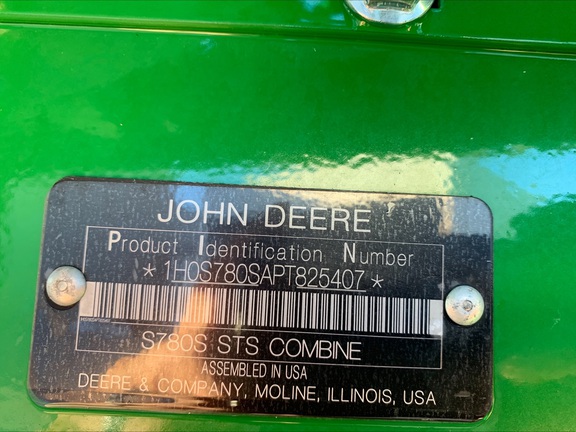 JOHN DEERE
Product Identification Number
*1H0S780SAPT825407*
S780S STS COMBINE
ASSEMBLED IN USA
DEERE & COMPANY, MOLINE, ILLINOIS, USA